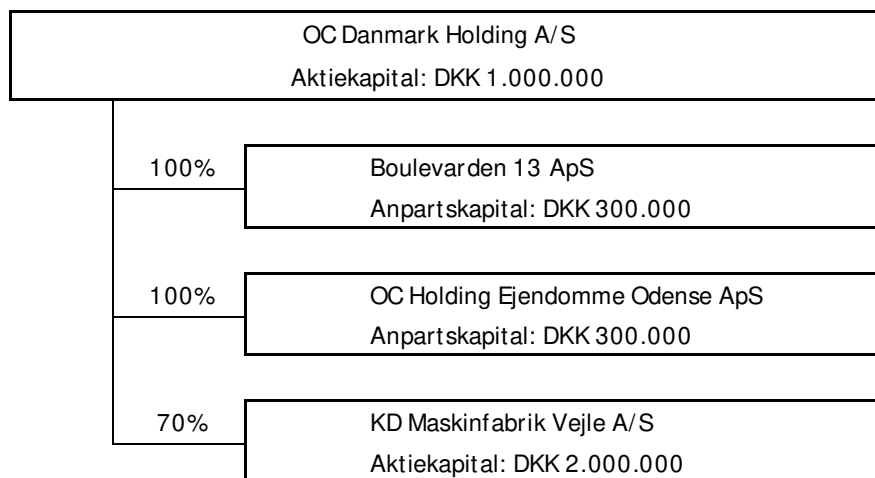 OC Danmark Holding A/S
Aktiekapital: DKK 1.000.000
100%
Boulevarden 13 ApS
Anpartskapital: DKK 300.000
100%
OC Holding Ejendomme Odense ApS
Anpartskapital: DKK 300.000
70%
KD Maskinfabrik Vejle A/S
Aktiekapital: DKK 2.000.000